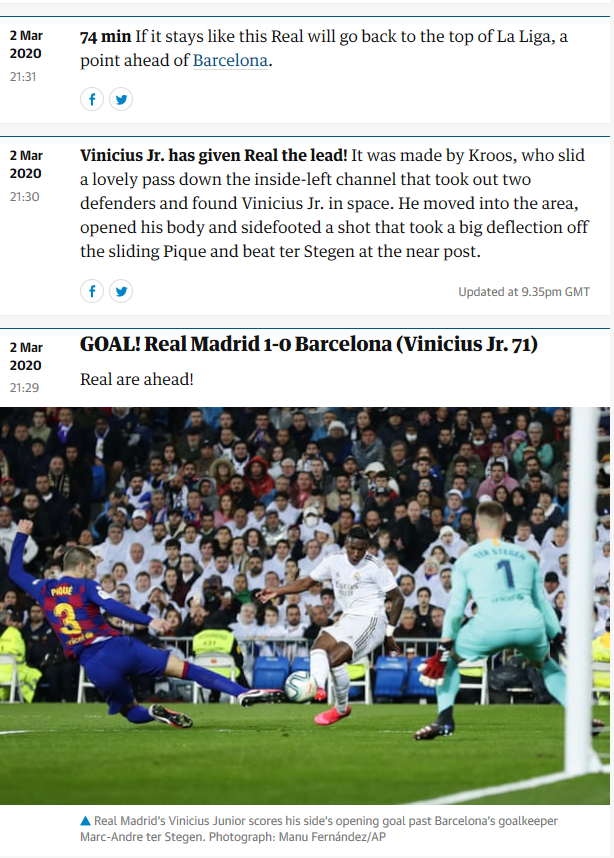 2 Mar
2020
21:31
74 min If it stays like this Real will go back to the top of La Liga, a
point ahead of Barcelona.
2 Mar
2020
21:30
Vinicius Jr. has given Real the lead! It was made by Kroos, who slid
a lovely pass down the inside-left channel that took out two
defenders and found Vinicius Jr. in space. He moved into the area,
opened his body and sidefooted a shot that took a big deflection off
the sliding Pique and beat ter Stegen at the near post.
Updated at 9.35pm GMT
2 Mar
2020
21:29
GOAL! Real Madrid 1-0 Barcelona (Vinicius Jr. 71)
Real are ahead!
PIQUÉ
3
unicef
Fly
Emirates
TER STEGEN
1
unicef
Real Madrid's Vinicius Junior scores his side's opening goal past Barcelona's goalkeeper
Marc-Andre ter Stegen. Photograph: Manu Fernández/AP